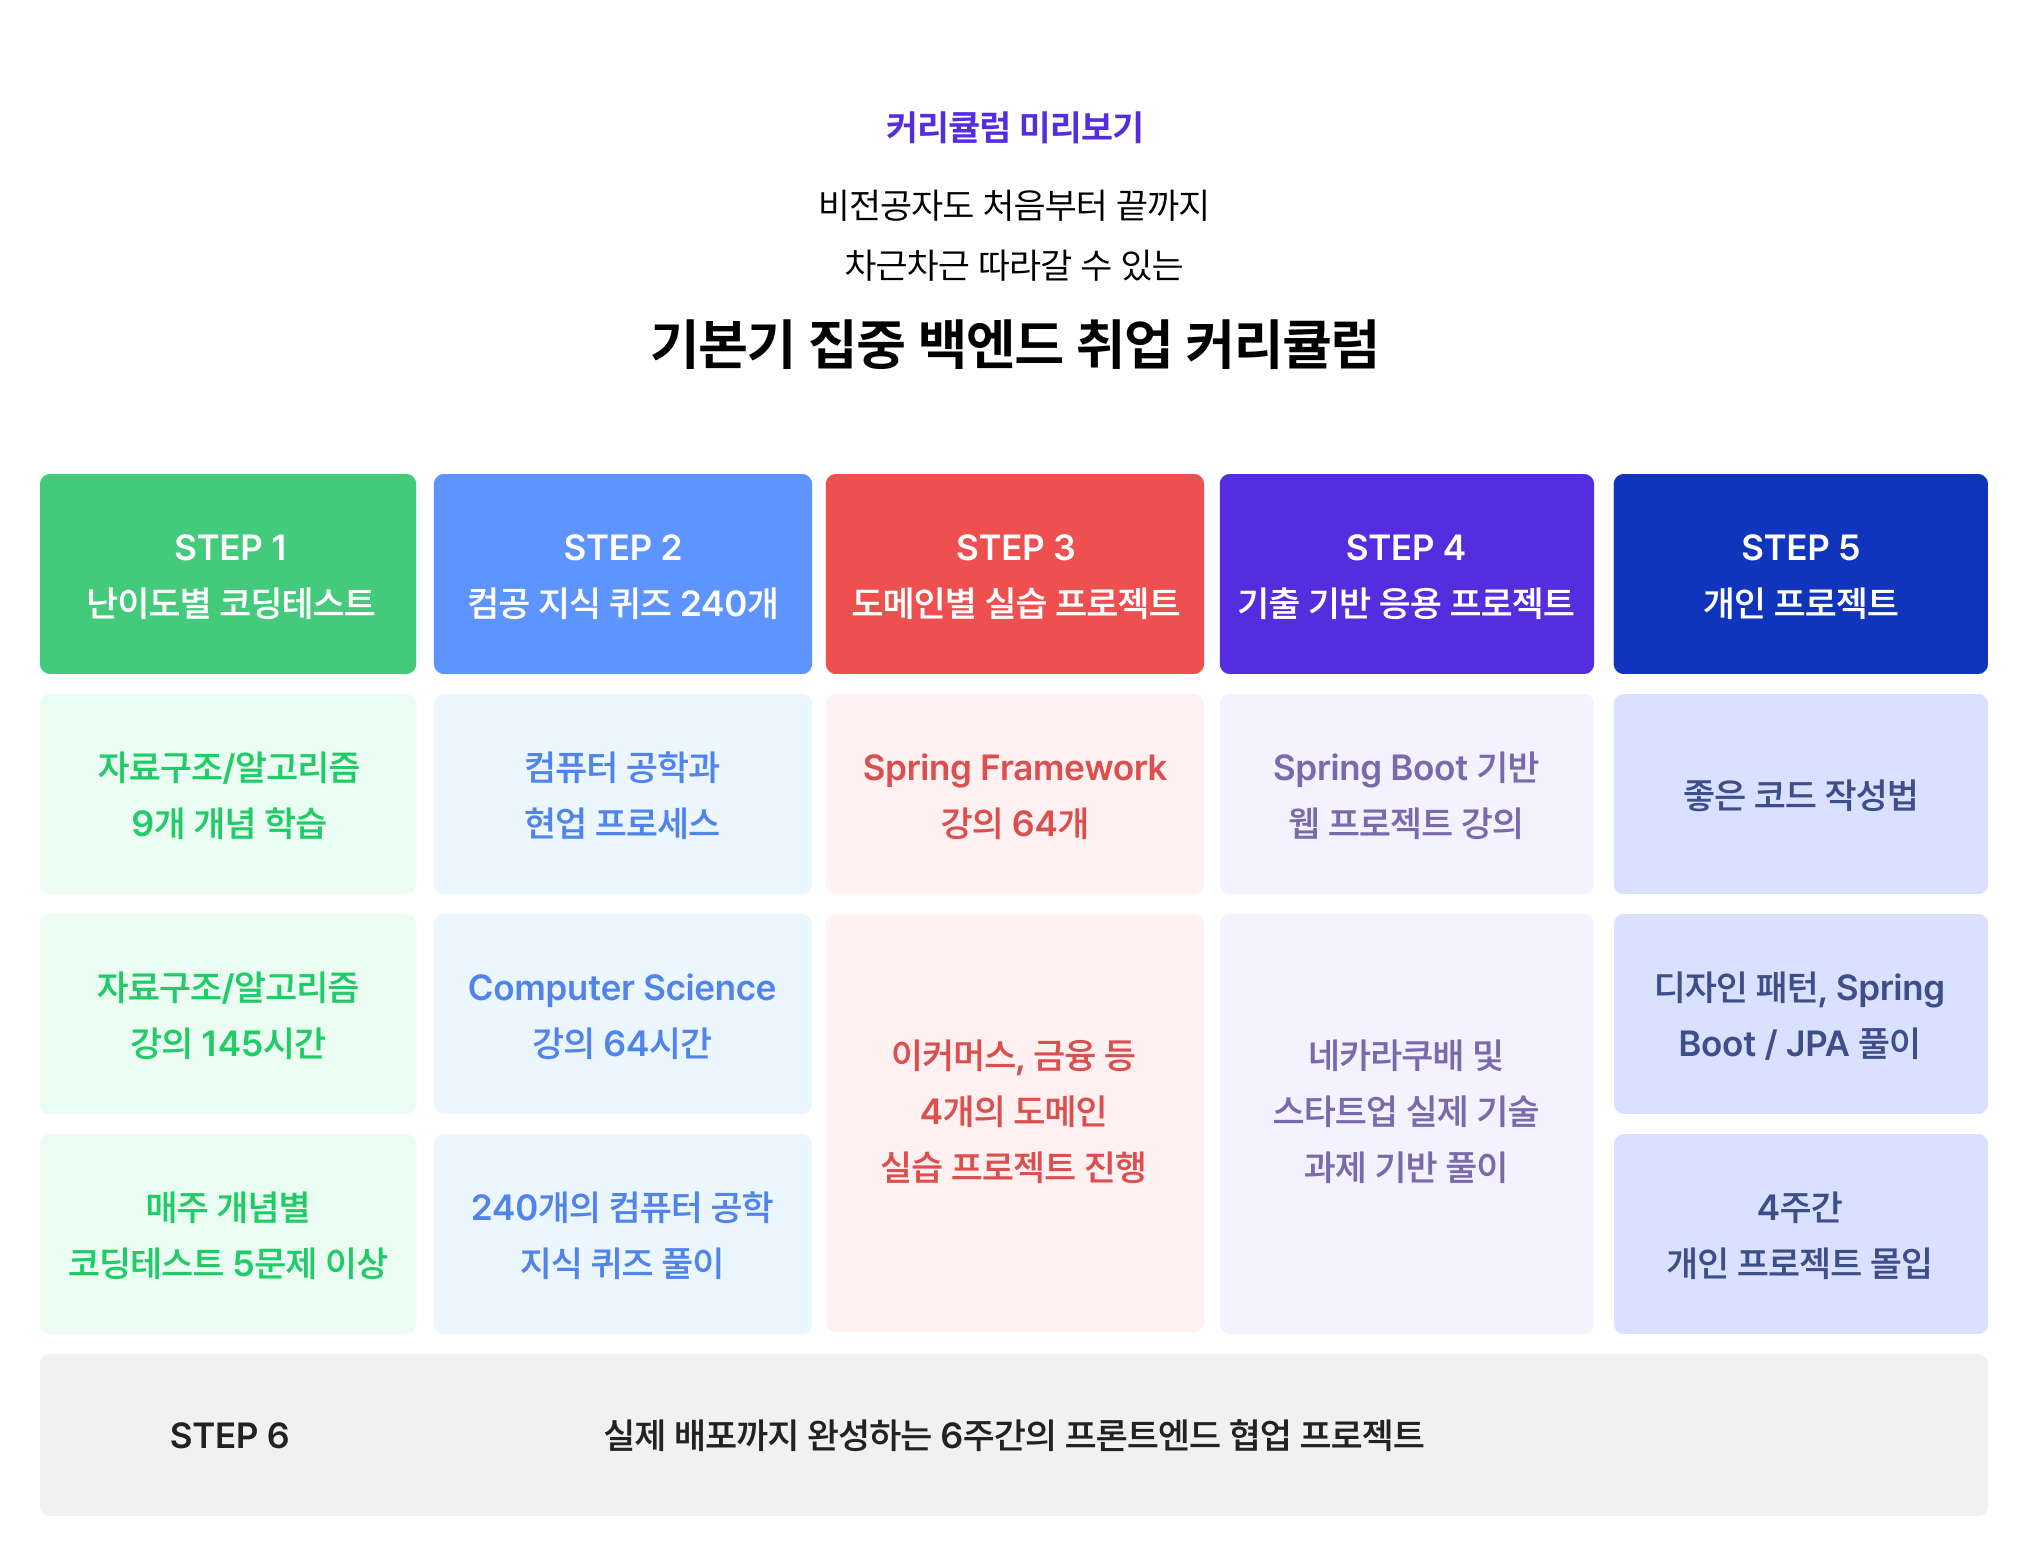 커리큘럼 미리보기
비전공자도 처음부터 끝까지
차근차근 따라갈 수 있는
기본기 집중 백엔드 취업 커리큘럼
STEP 1
난이도별 코딩테스트
STEP 2
컴공 지식 퀴즈 240개
STEP 3
도메인별 실습 프로젝트
STEP 4
기출 기반 응용 프로젝트
STEP 5
개인 프로젝트
자료구조/알고리즘
9개 개념 학습
컴퓨터 공학과
현업 프로세스
Spring Framework
강의 64개
Spring Boot 기반
웹 프로젝트 강의
좋은 코드 작성법
자료구조/알고리즘
강의 145시간
Computer Science
강의 64시간
이커머스, 금융 등
4개의 도메인
실습 프로젝트 진행
네카라쿠배 및
스타트업 실제 기술
과제 기반 풀이
디자인 패턴, Spring
Boot / JPA 풀이
매주 개념별
코딩테스트 5문제 이상
240개의 컴퓨터 공학
지식 퀴즈 풀이
4주간
개인 프로젝트 몰입
STEP 6
실제 배포까지 완성하는 6주간의 프론트엔드 협업 프로젝트